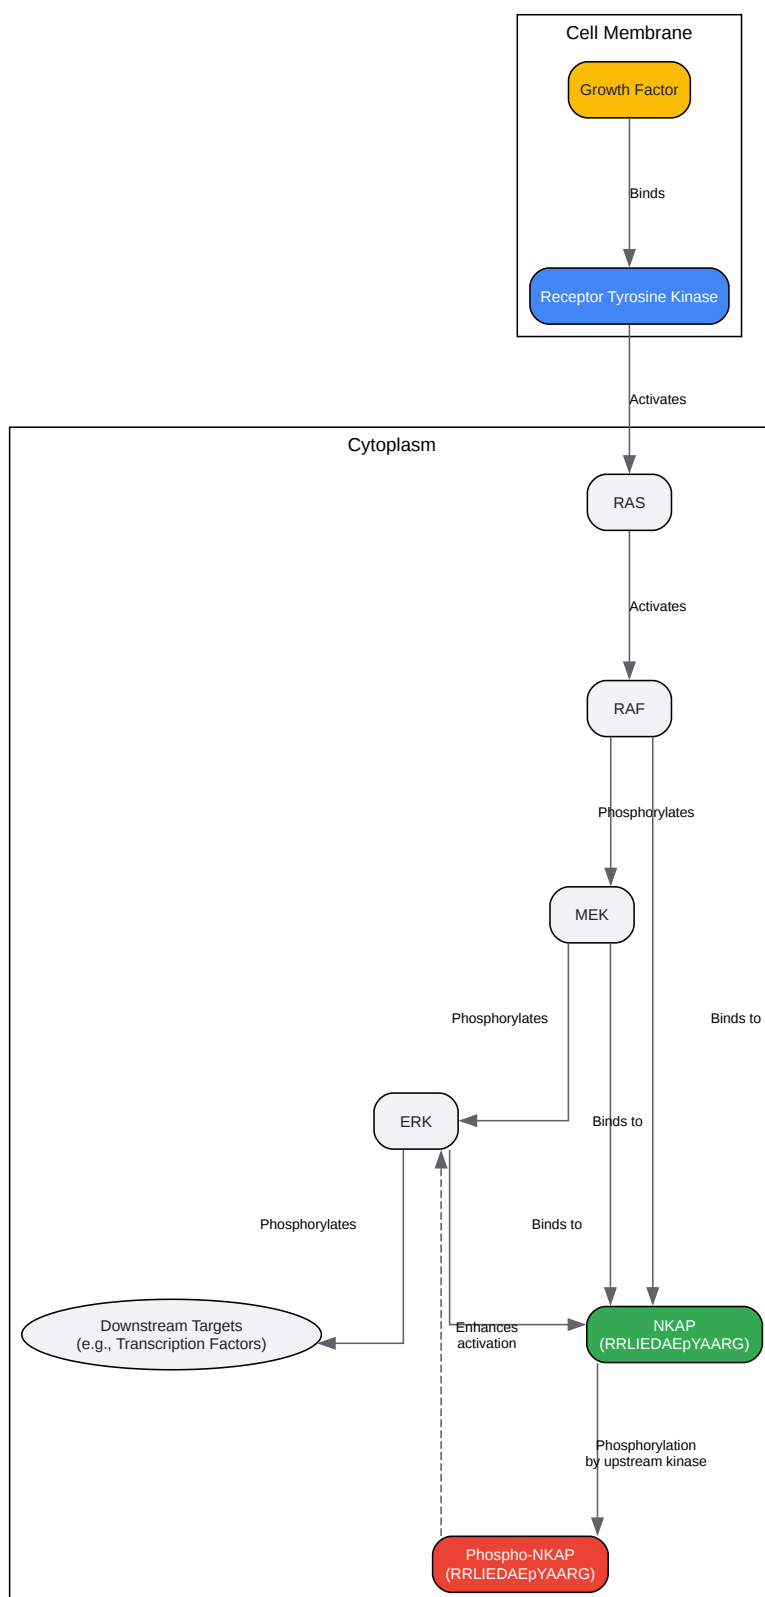 Cell Membrane
Growth Factor
Binds
Receptor Tyrosine Kinase
Activates
Cytoplasm
RAS
Activates
RAF
Phosphorylates
MEK
Phosphorylates
Binds to
ERK
Binds to
Phosphorylates
Binds to
Downstream Targets
(e.g., Transcription Factors)
Enhances
activation
NKAP
(RRLIEDAEpYAARG)
Phosphorylation
by upstream kinase
Phospho-NKAP
(RRLIEDAEpYAARG)